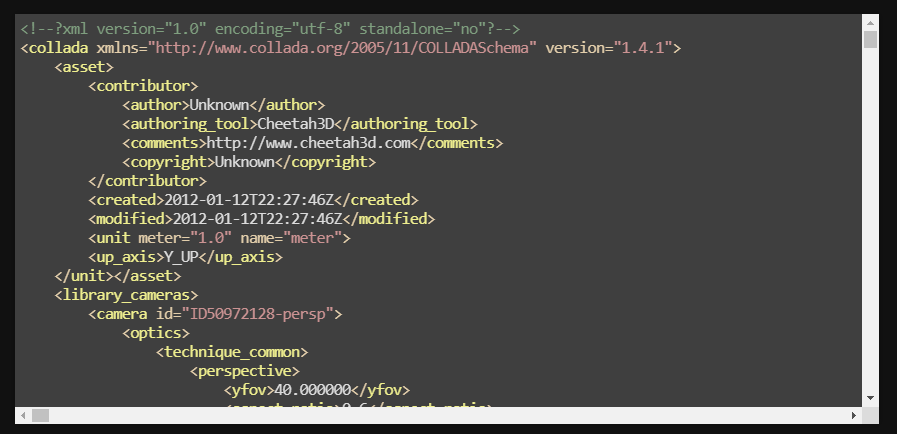 <!--?xml version="1.0" encoding="utf-8" standalone="no"?-->
<collada xmlns="http://www.collada.org/2005/11/COLLADASchema" version="1.4.1">
    <asset>
        <contributor>
            <author>Unknown</author>
            <authoring_tool>Cheetah3D</authoring_tool>
            <comments>http://www.cheetah3d.com</comments>
            <copyright>Unknown</copyright>
        </contributor>
        <created>2012-01-12T22:27:46Z</created>
        <modified>2012-01-12T22:27:46Z</modified>
        <unit meter="1.0" name="meter">
        <up_axis>Y_UP</up_axis>
    </unit></asset>
    <library_cameras>
        <camera id="ID50972128-persp">
            <optics>
                <technique_common>
                    <perspective>
                        <yfov>40.000000</yfov>